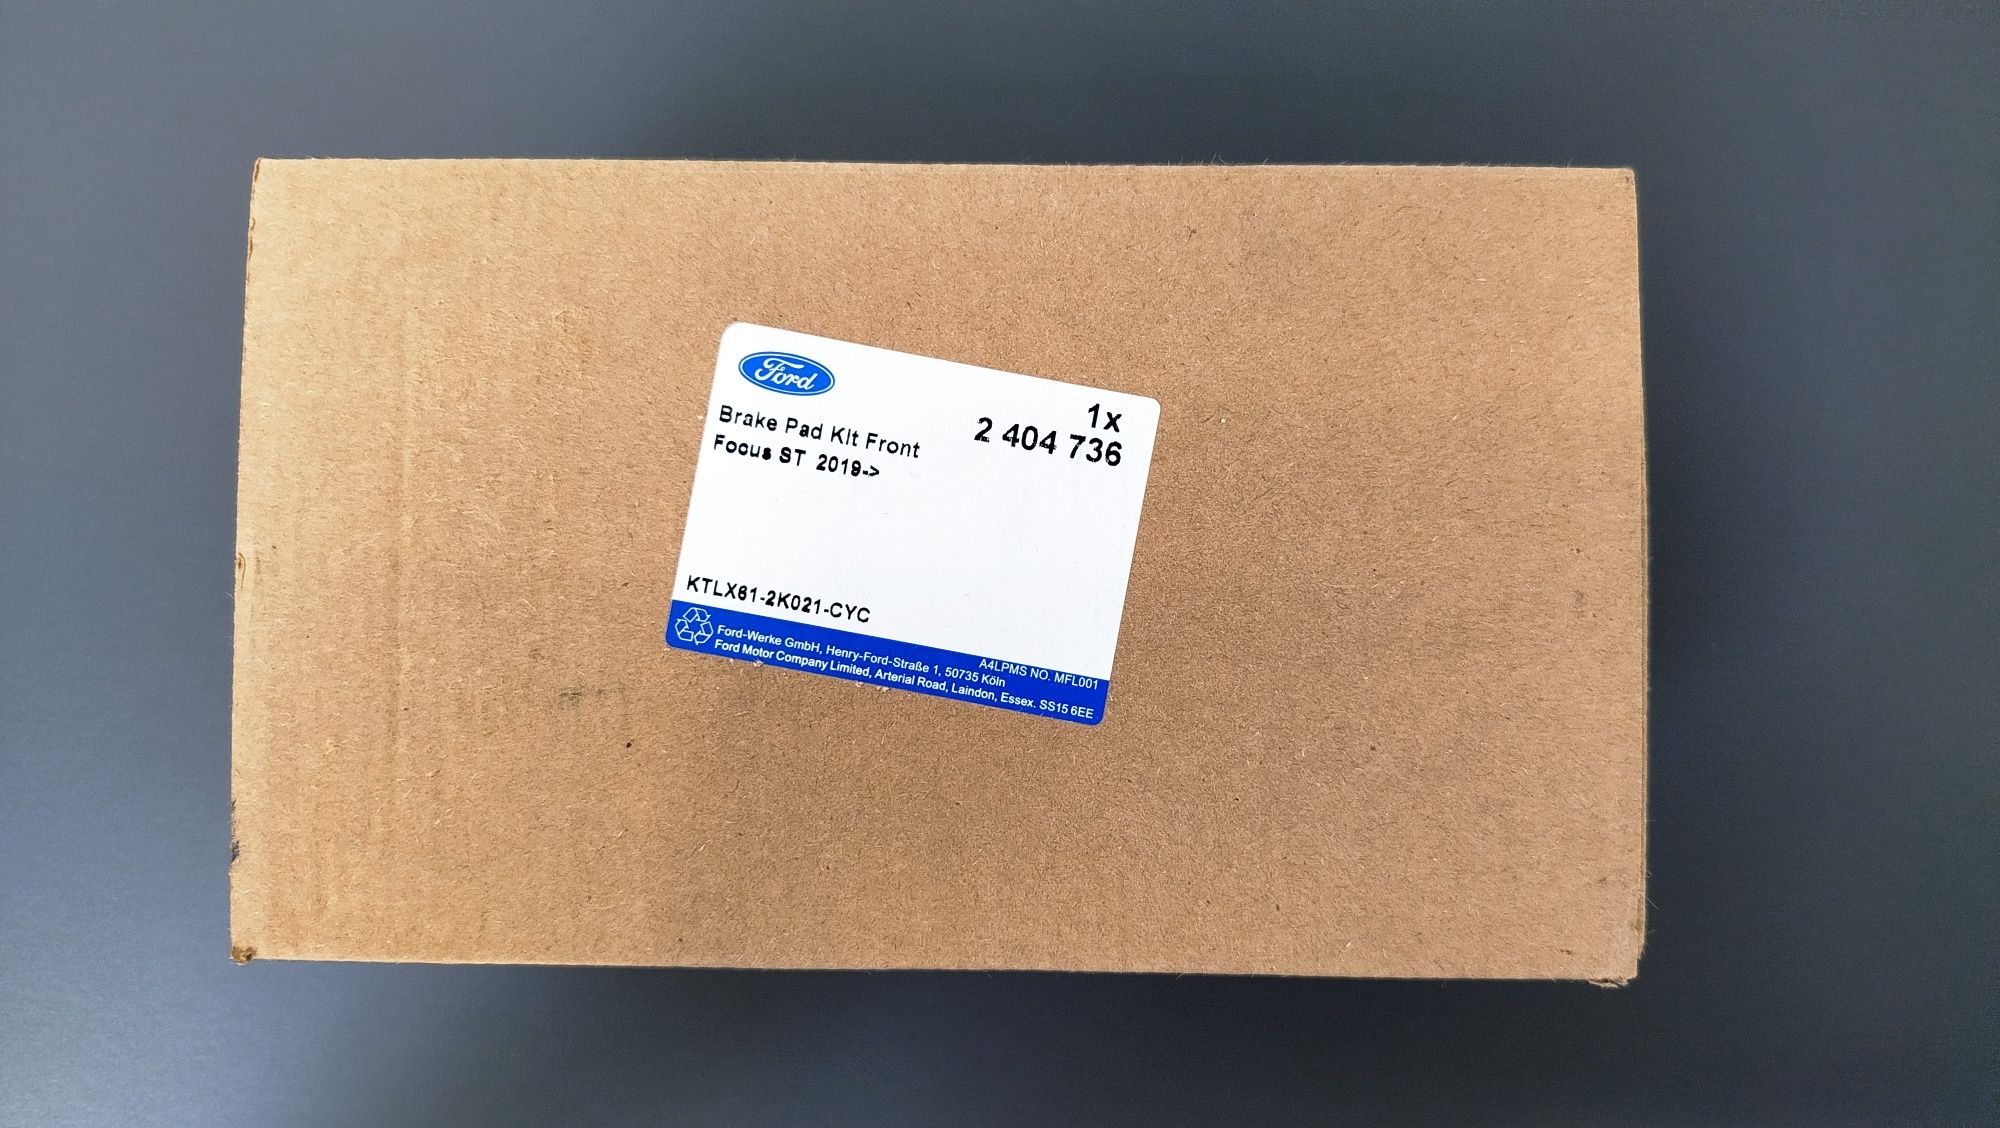 Ford
1x
Brake Pad Kit Front 2 404 736
Focus ST 2019->
KTLX61-2K021-CYC
A4LPMS NO. MFL001
Ford-Werke GmbH, Henry-Ford-Straße 1, 50735 Köln
Ford Motor Company Limited, Arterial Road, Laindon, Essex. SS15 6EE